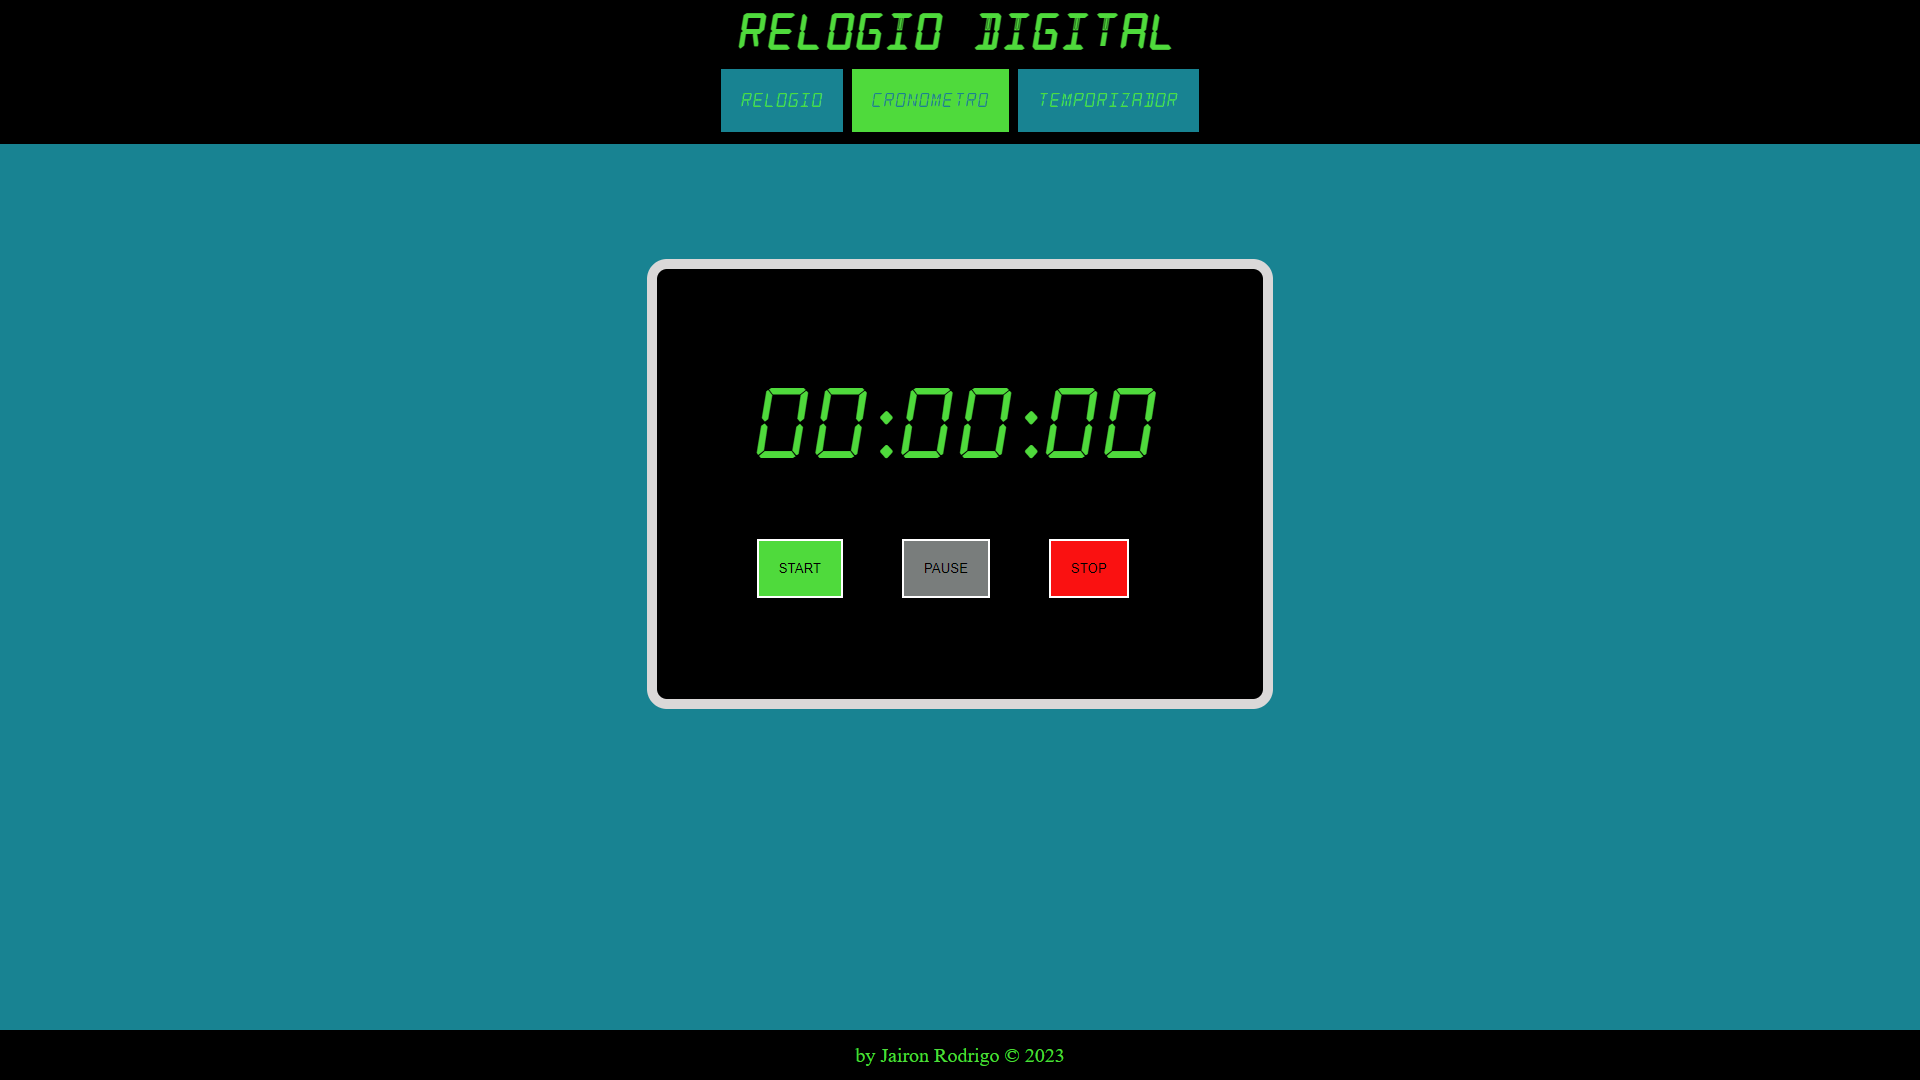 RELOGIO DIGITAL
RELOGIO CRONOMETRO TEMPORIZADOR
00:00:00
START PAUSE STOP
by Jairon Rodrigo © 2023